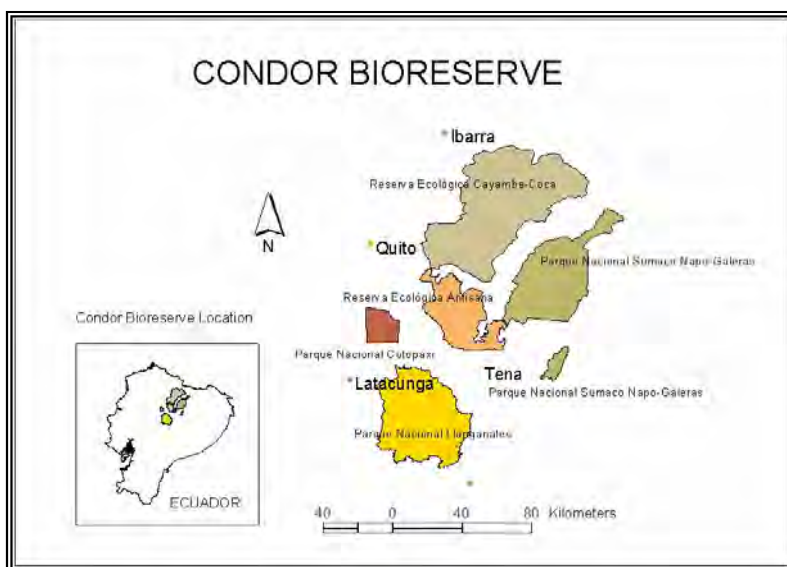 CONDOR BIORESERVE
Ibarra
Reserva Ecológica Cayambe-Coca
N
Quito
Parque Nacional Sumaco Napo-Galeras
Reserva Ecológica Antisana
Condor Bioreserve Location
Parque Nacional Cotopaxi
Latacunga
Tena
Parque Nacional Sumaco Napo-Galeras
Parque Nacional Llanganates
ECUADOR
40 0 40 80 Kilometers